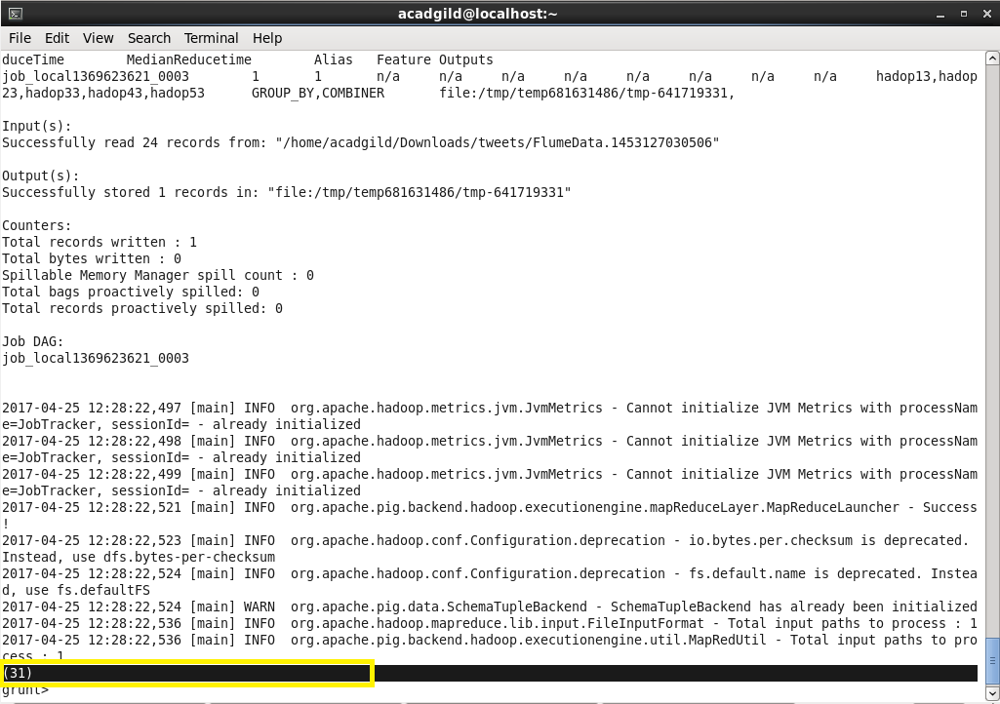 acadgild@localhost:~
File Edit View Search Terminal Help
duceTime MedianReducetime Alias Feature Outputs
job_local1369623621_0003 1 1 n/a n/a n/a n/a n/a n/a n/a n/a hadop13,hadop
23,hadop33,hadop43,hadop53 GROUP_BY,COMBINER file:/tmp/temp681631486/tmp-641719331,
Input(s):
Successfully read 24 records from: "/home/acadgild/Downloads/tweets/FlumeData.1453127030506"
Output(s):
Successfully stored 1 records in: "file:/tmp/temp681631486/tmp-641719331"
Counters:
Total records written : 1
Total bytes written : 0
Spillable Memory Manager spill count : 0
Total bags proactively spilled: 0
Total records proactively spilled: 0
Job DAG:
job_local1369623621_0003
2017-04-25 12:28:22,497 [main] INFO  org.apache.hadoop.metrics.jvm.JvmMetrics - Cannot initialize JVM Metrics with processNam
e=JobTracker, sessionId= - already initialized
2017-04-25 12:28:22,498 [main] INFO  org.apache.hadoop.metrics.jvm.JvmMetrics - Cannot initialize JVM Metrics with processNam
e=JobTracker, sessionId= - already initialized
2017-04-25 12:28:22,499 [main] INFO  org.apache.hadoop.metrics.jvm.JvmMetrics - Cannot initialize JVM Metrics with processNam
e=JobTracker, sessionId= - already initialized
2017-04-25 12:28:22,521 [main] INFO  org.apache.pig.backend.hadoop.executionengine.mapReduceLayer.MapReduceLauncher - Success
!
2017-04-25 12:28:22,523 [main] INFO  org.apache.hadoop.conf.Configuration.deprecation - io.bytes.per.checksum is deprecated.
Instead, use dfs.bytes-per-checksum
2017-04-25 12:28:22,524 [main] INFO  org.apache.hadoop.conf.Configuration.deprecation - fs.default.name is deprecated. Instea
d, use fs.defaultFS
2017-04-25 12:28:22,524 [main] WARN  org.apache.pig.data.SchemaTupleBackend - SchemaTupleBackend has already been initialized
2017-04-25 12:28:22,536 [main] INFO  org.apache.hadoop.mapreduce.lib.input.FileInputFormat - Total input paths to process : 1
2017-04-25 12:28:22,536 [main] INFO  org.apache.pig.backend.hadoop.executionengine.util.MapRedUtil - Total input paths to pro
cess : 1
(31)
grunt>